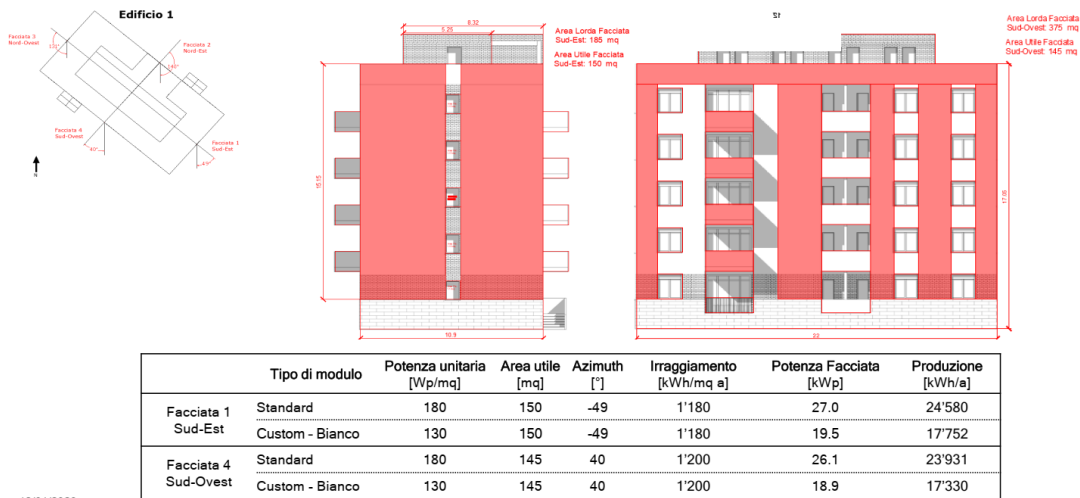 Edificio 1
Facciata 3
Nord-Ovest
131°
Facciata 2
Nord-Est
140°
Facciata 4
Sud-Ovest
40°
Facciata 1
Sud-Est
49°
N
8.32
5.25
Area Lorda Facciata
Sud-Est: 185 mq
Area Utile Facciata
Sud-Est: 150 mq
15.15
10.9
12
Area Lorda Facciata
Sud-Ovest: 375 mq
Area Utile Facciata
Sud-Ovest: 145 mq
17.05
22
Tipo di modulo Potenza unitaria [Wp/mq] Area utile [mq] Azimuth [°] Irraggiamento [kWh/mq a] Potenza Facciata [kWp] Produzione [kWh/a]
Facciata 1 Sud-Est
Standard 180 150 -49 1'180 27.0 24'580
Custom - Bianco 130 150 -49 1'180 19.5 17'752
Facciata 4 Sud-Ovest
Standard 180 145 40 1'200 26.1 23'931
Custom - Bianco 130 145 40 1'200 18.9 17'330